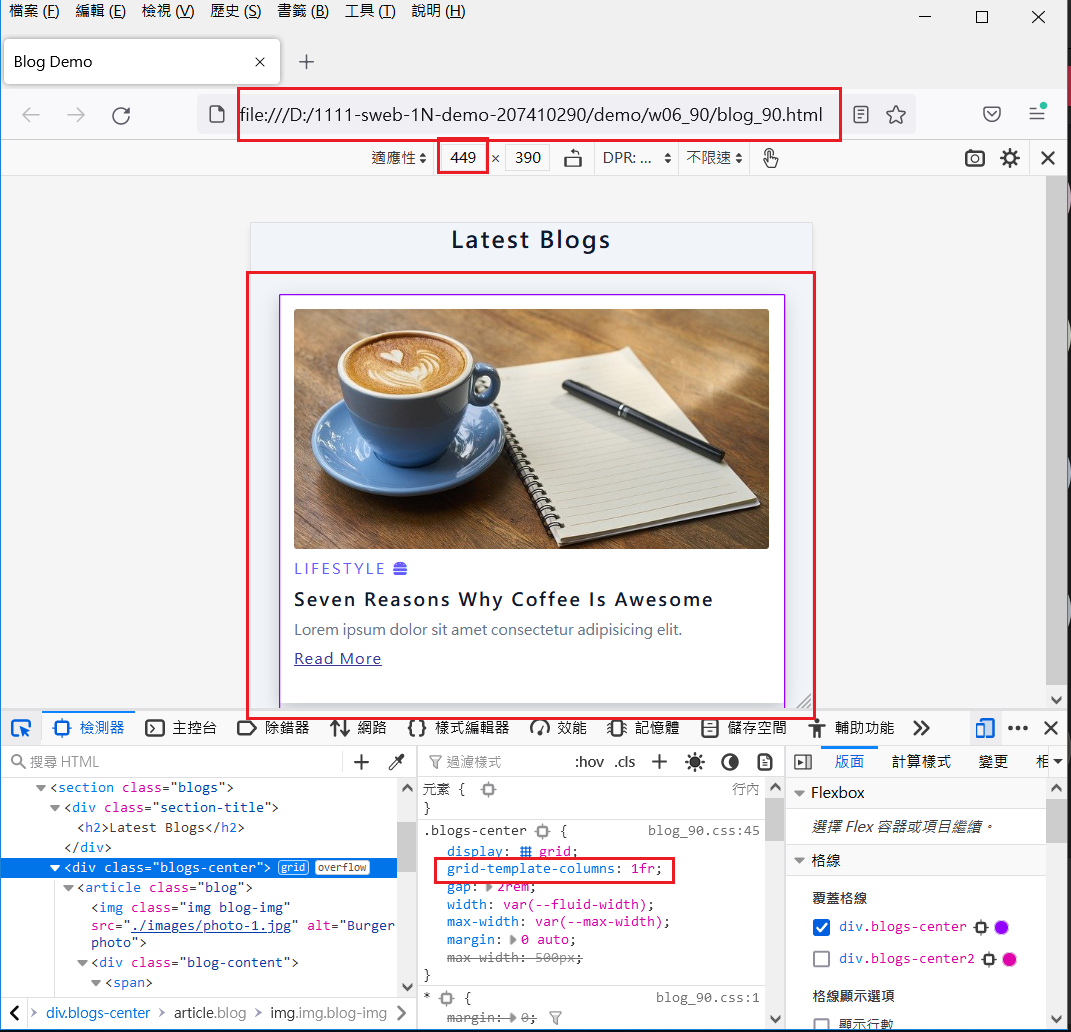 檔案 (F) 編輯 (E) 檢視 (V) 歷史 (S) 書籤 (B) 工具 (T) 說明 (H)
Blog Demo
file:///D:/1111-sweb-1N-demo-207410290/demo/w06_90/blog_90.html
適應性 449 × 390 DPR: ... 不限速
Latest Blogs
LIFESTYLE
Seven Reasons Why Coffee Is Awesome
Lorem ipsum dolor sit amet consectetur adipisicing elit.
Read More
檢測器 主控台 除錯器 網路 樣式編輯器 效能 記憶體 儲存空間 輔助功能
搜尋 HTML
<section class="blogs">
<div class="section-title">
<h2>Latest Blogs</h2>
</div>
<div class="blogs-center"> grid overflow
<article class="blog">
<img class="img blog-img"
src="./images/photo-1.jpg" alt="Burger
photo">
<div class="blog-content">
<span>
div.blogs-center article.blog img.img.blog-img
過濾樣式 :hov .cls
元素 { 行內
}
.blogs-center { blog_90.css:45
display: grid;
grid-template-columns: 1fr;
gap: 2rem;
width: var(--fluid-width);
max-width: var(--max-width);
margin: 0 auto;
max-width: 500px;
}
* { blog_90.css:1
margin: 0;
版面 計算樣式 變更 相
Flexbox
選擇 Flex 容器或項目繼續。
格線
覆蓋格線
div.blogs-center
div.blogs-center2
格線顯示選項
顯示行數